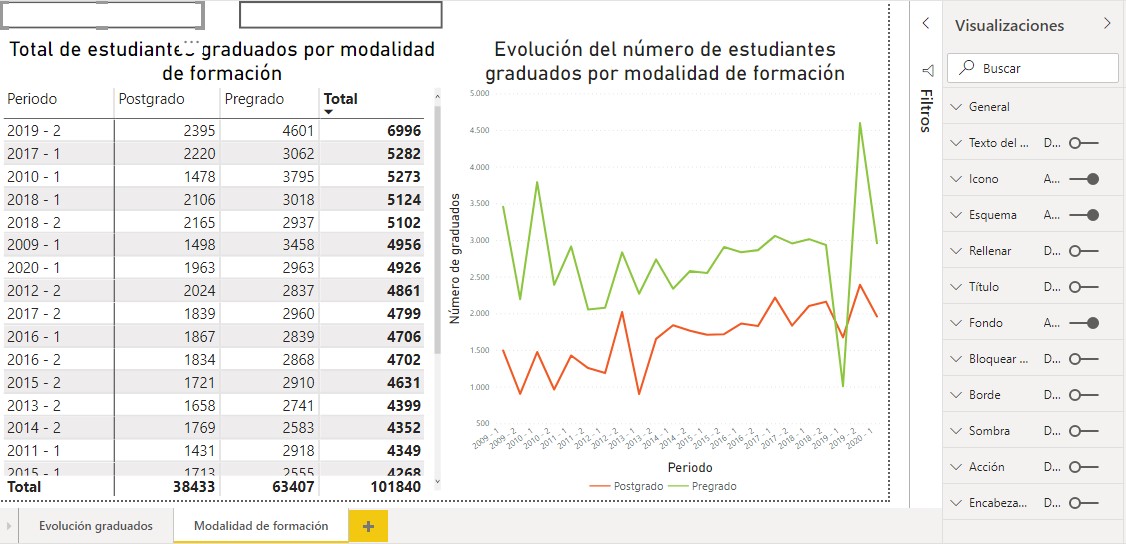 Total de estudiantes graduados por modalidad
de formación
Periodo Postgrado Pregrado Total
2019 - 2 2395 4601 6996
2017 - 1 2220 3062 5282
2010 - 1 1478 3795 5273
2018 - 1 2106 3018 5124
2018 - 2 2165 2937 5102
2009 - 1 1498 3458 4956
2020 - 1 1963 2963 4926
2012 - 2 2024 2837 4861
2017 - 2 1839 2960 4799
2016 - 1 1867 2839 4706
2016 - 2 1834 2868 4702
2015 - 2 1721 2910 4631
2013 - 2 1658 2741 4399
2014 - 2 1769 2583 4352
2011 - 1 1431 2918 4349
2015 - 1 1713 2555 4268
Total 38433 63407 101840
Evolución del número de estudiantes
graduados por modalidad de formación
Número de graduados
5.000
4.500
4.000
3.500
3.000
2.500
2.000
1.500
1.000
500
2009 - 1
2009 - 2
2010 - 1
2010 - 2
2011 - 1
2011 - 2
2012 - 1
2012 - 2
2013 - 1
2013 - 2
2014 - 1
2014 - 2
2015 - 1
2015 - 2
2016 - 1
2016 - 2
2017 - 1
2017 - 2
2018 - 1
2018 - 2
2019 - 1
2019 - 2
2020 - 1
Periodo
Postgrado Pregrado
Filtros
Visualizaciones
Buscar
General
Texto del ... D...
Icono A...
Esquema A...
Rellenar D...
Título D...
Fondo A...
Bloquear ... D...
Borde D...
Sombra D...
Acción D...
Encabeza... D...
Evolución graduados Modalidad de formación +